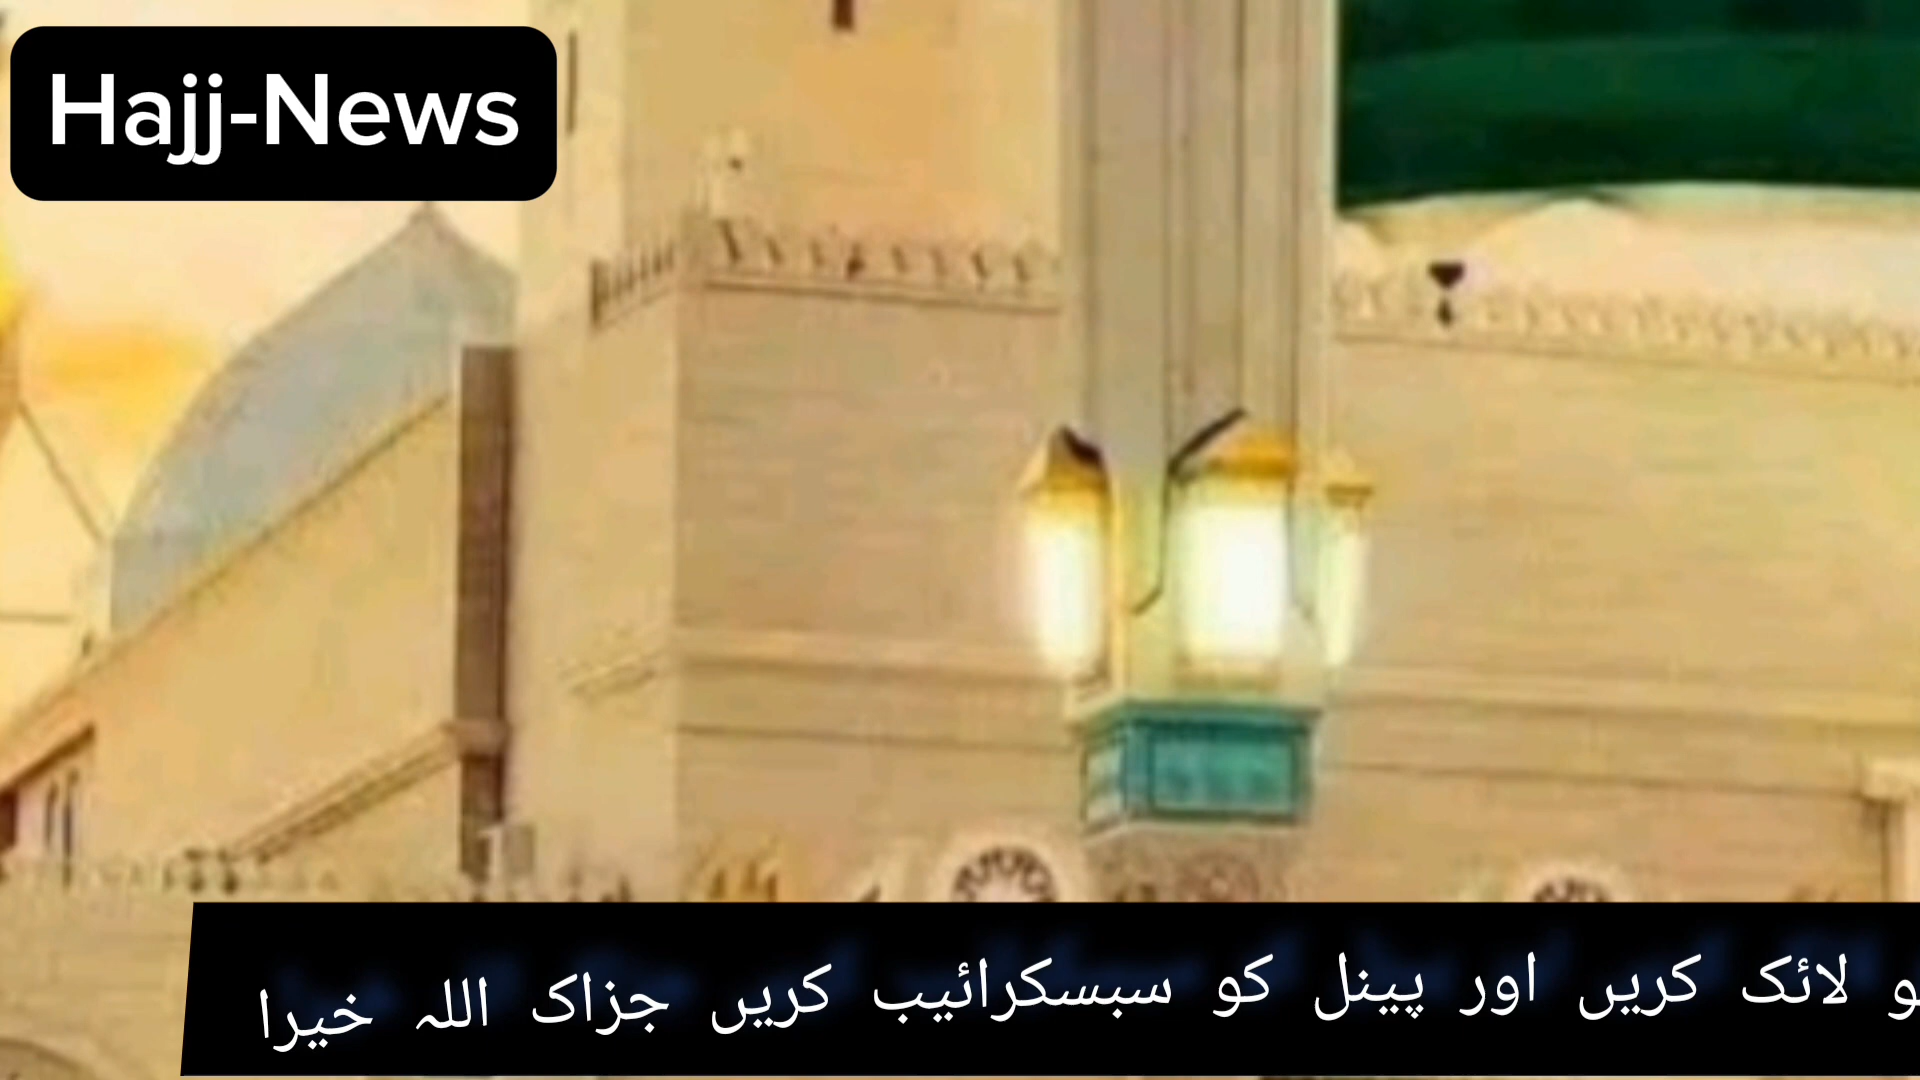 Hajj-News
لائک کریں اور پینل کو سبسکرائیب کریں جزاک اللہ خیرا